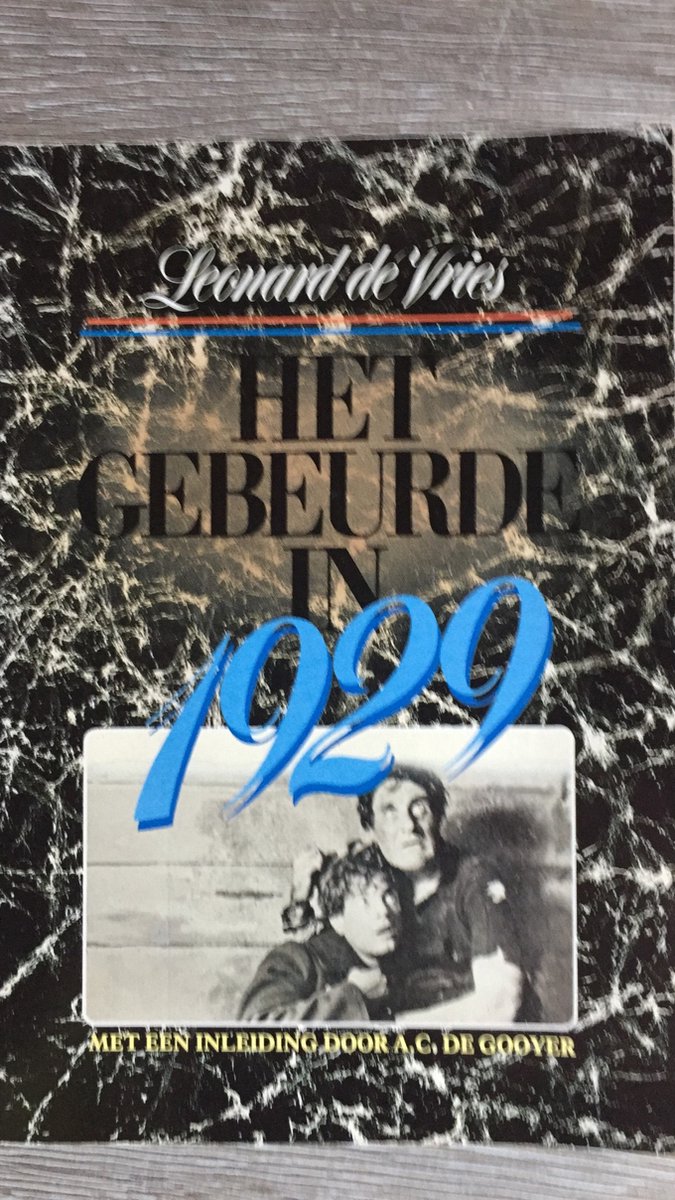 Leonard de Vries
HET
GEBEURDE
IN
1929
MET EEN INLEIDING DOOR A.C. DE GOOYER